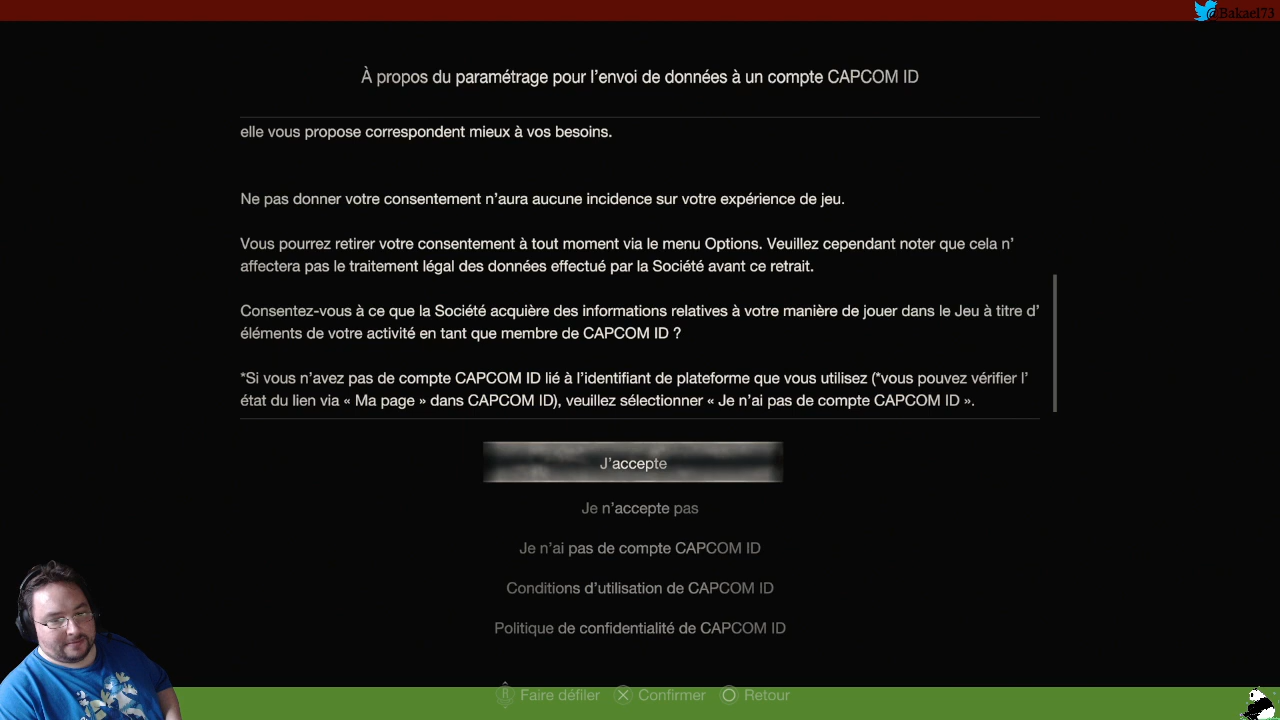 @Bakael73
À propos du paramétrage pour l’envoi de données à un compte CAPCOM ID
elle vous propose correspondent mieux à vos besoins.
Ne pas donner votre consentement n’aura aucune incidence sur votre expérience de jeu.
Vous pourrez retirer votre consentement à tout moment via le menu Options. Veuillez cependant noter que cela n’
affectera pas le traitement légal des données effectué par la Société avant ce retrait.
Consentez-vous à ce que la Société acquière des informations relatives à votre manière de jouer dans le Jeu à titre d’
éléments de votre activité en tant que membre de CAPCOM ID ?
*Si vous n’avez pas de compte CAPCOM ID lié à l’identifiant de plateforme que vous utilisez (*vous pouvez vérifier l’
état du lien via « Ma page » dans CAPCOM ID), veuillez sélectionner « Je n’ai pas de compte CAPCOM ID ».
J’accepte
Je n’accepte pas
Je n’ai pas de compte CAPCOM ID
Conditions d’utilisation de CAPCOM ID
Politique de confidentialité de CAPCOM ID
R Faire défiler Confirmer Retour